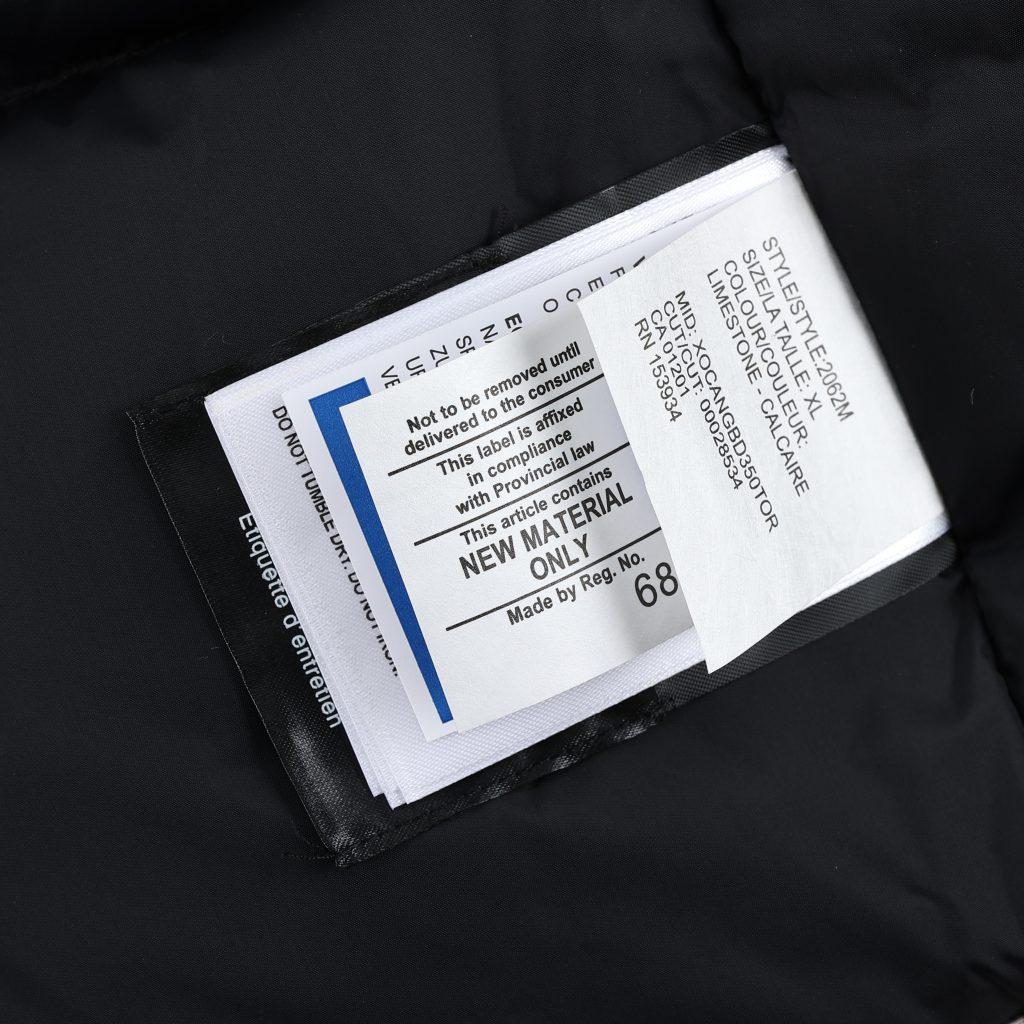 STYLE/STYLE:2062M
SIZE/LA TA/LLE: XL
COLOUR/COULEUR:
LIMESTONE - CALCAIRE
MID: XOCANGBD350TOR
CUT/CUT: 00028534
CA 01201
RN 153934
Not to be removed until
delivered to the consumer
This label is affixed
in compliance
with Provincial law
This article contains
NEW MATERIAL
ONLY
Made by Reg. No.
68
DO NOT TUMBLE DRY. DO NOT IRON.
Etiquette d'entretien